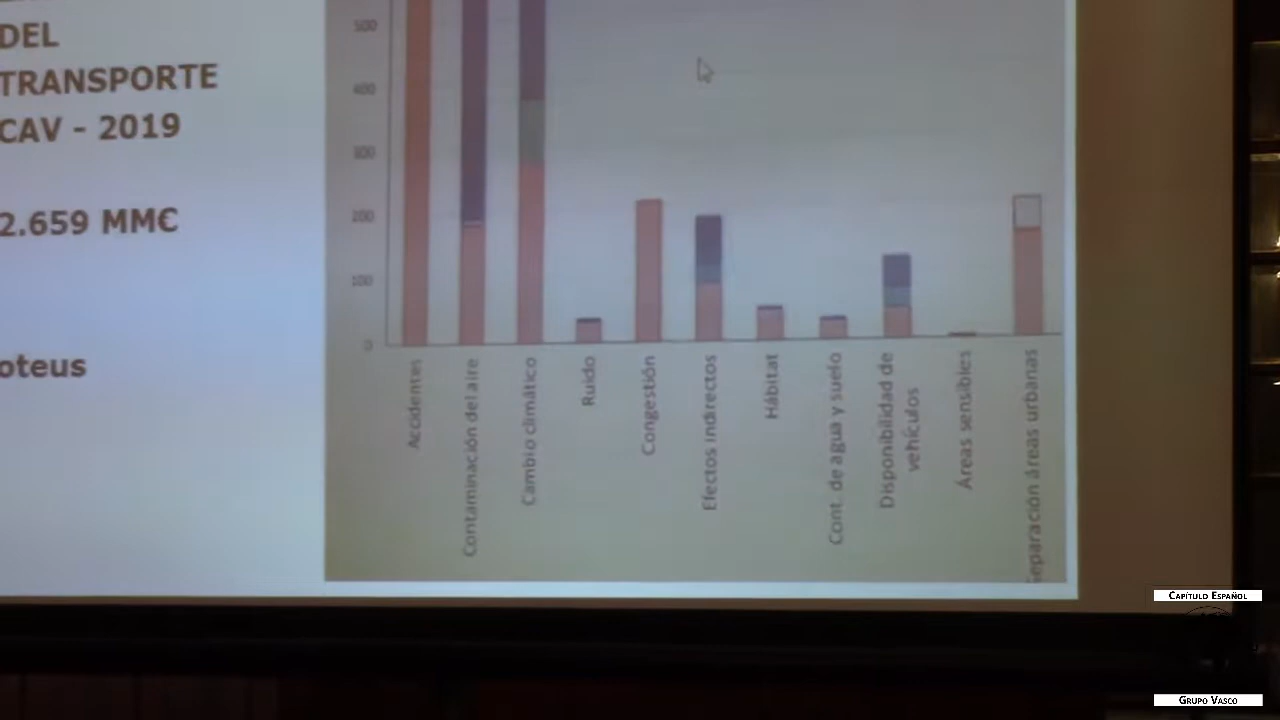 DEL
TRANSPORTE
CAV - 2019
2.659 MM€
oteus
500
400
300
200
100
0
Accidentes
Contaminación del aire
Cambio climático
Ruido
Congestión
Efectos indirectos
Hábitat
Cont. de agua y suelo
Disponibilidad de
vehículos
Áreas sensibles
Separación áreas urbanas
Capítulo Español
Grupo Vasco